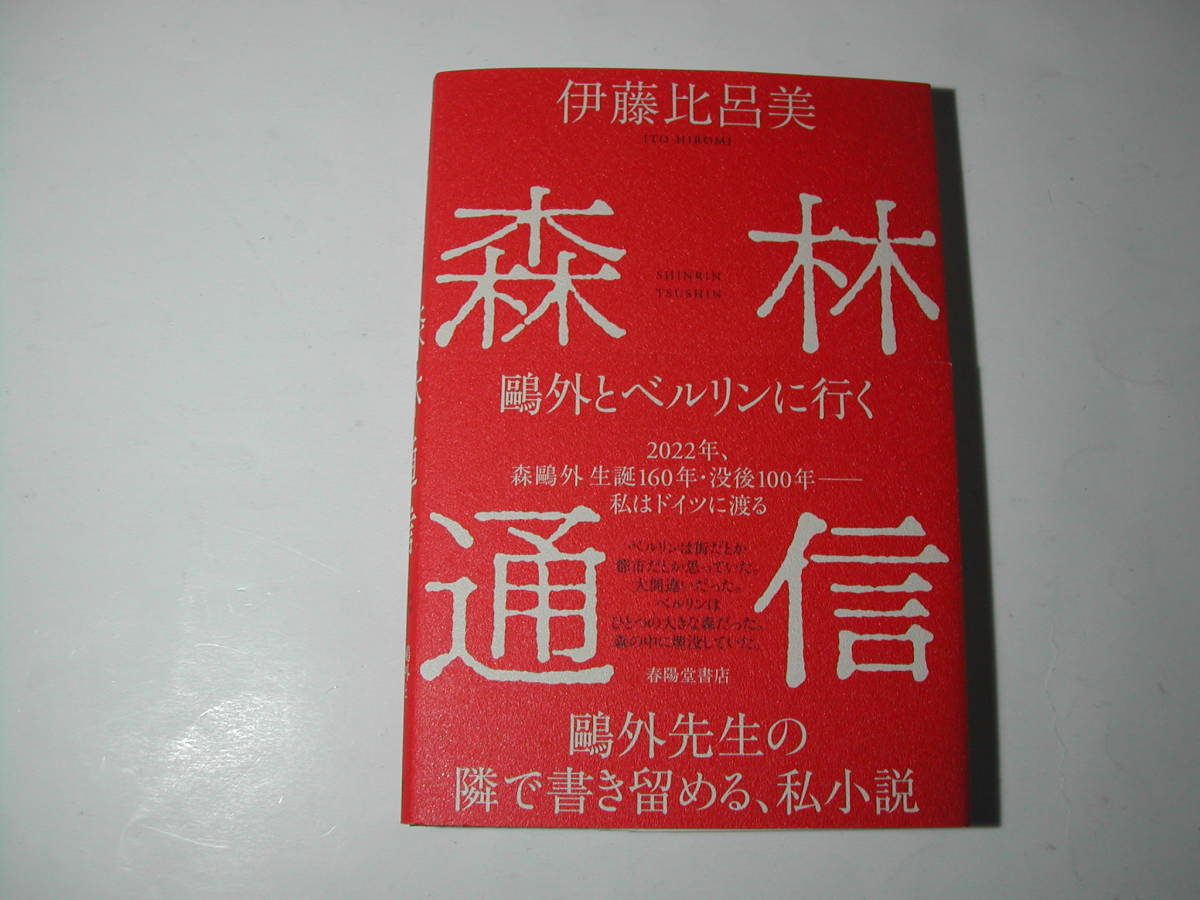 伊藤比呂美
ITO HIROMI
森林
SHINRIN
TSUSHIN
鷗外とベルリンに行く
2022年、
森鷗外 生誕160年・没後100年——
私はドイツに渡る
通信
ベルリンは街だとか
都市だとか思っていた。
大間違いだった。
ベルリンは
ひとつの大きな森だった。
森の中に埋没していた。
春陽堂書店
鷗外先生の
隣で書き留める、私小説